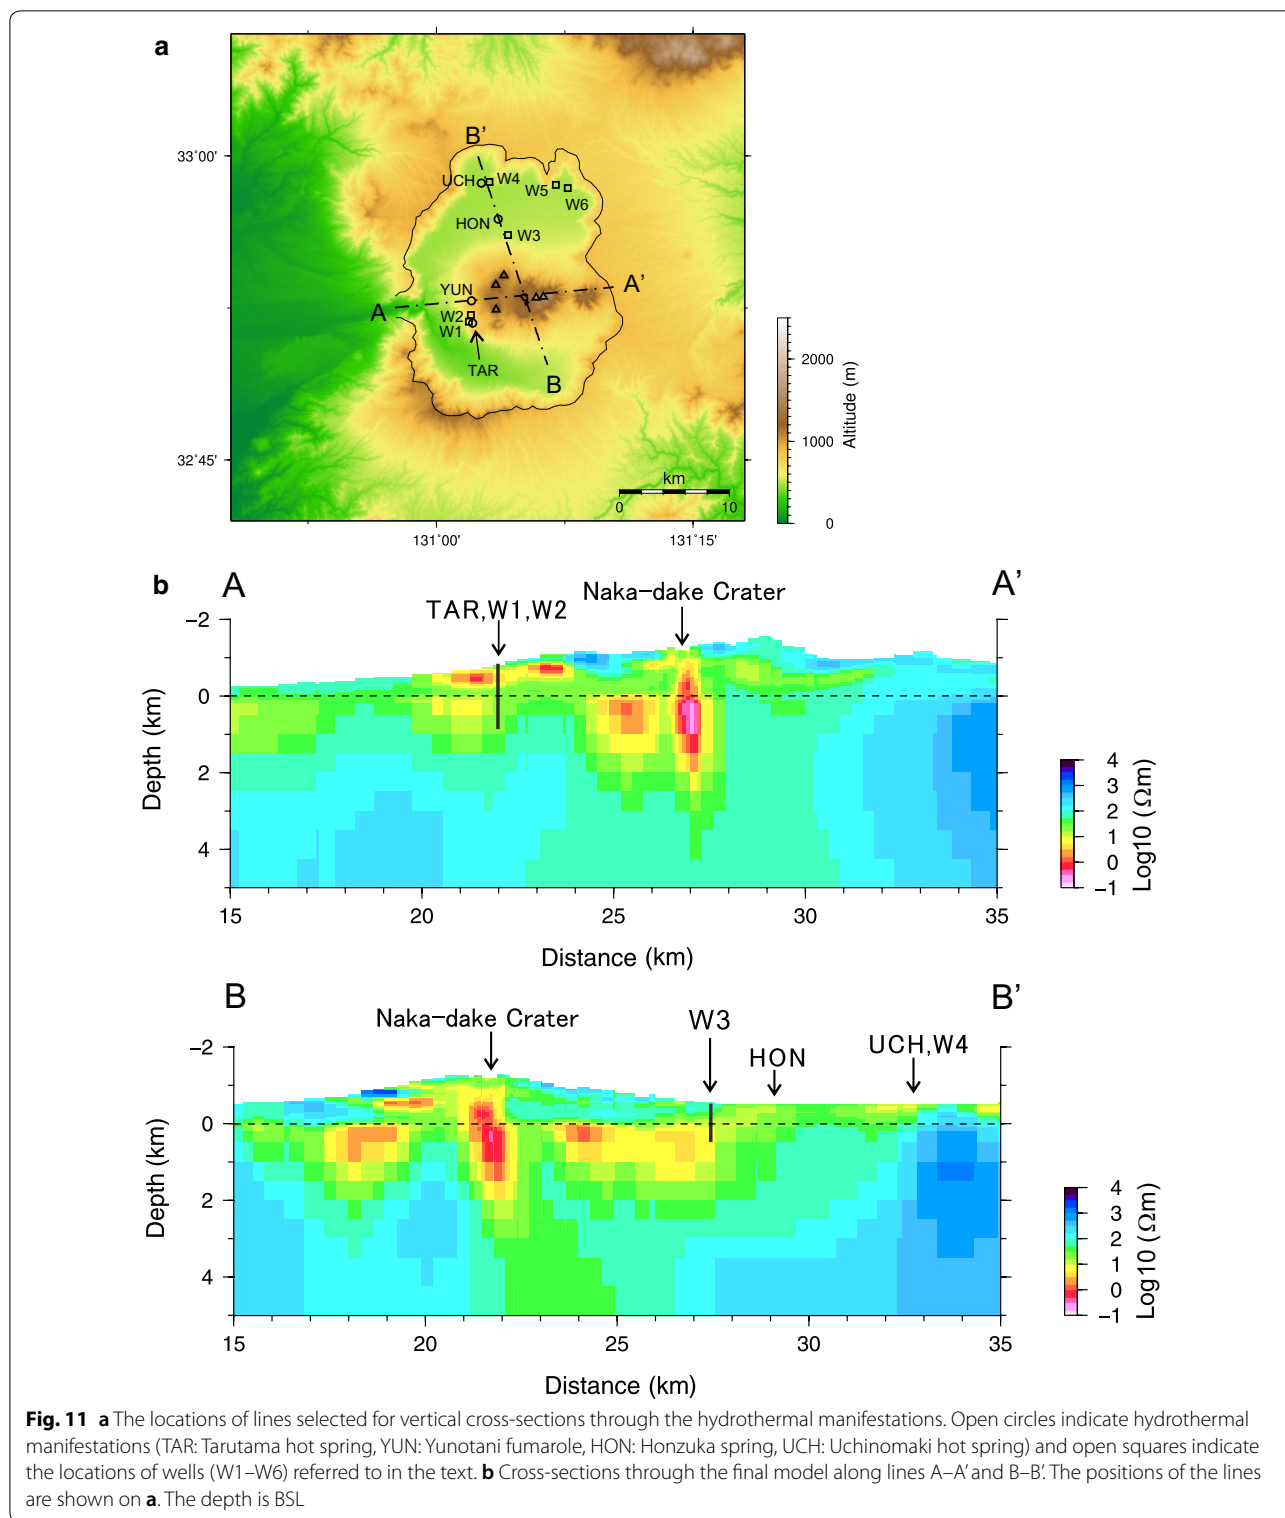 a
33°00'
32°45'
131°00'
131°15'
B'
UCH
W4
W5
W6
HON
W3
YUN
A'
A
W2
W1
TAR
B
km
0
10
2000
1000
0
Altitude (m)
b
A
A'
Naka-dake Crater
TAR,W1,W2
−2
0
2
4
Depth (km)
15
20
25
30
35
Distance (km)
4
3
2
1
0
−1
Log10 (Ωm)
B
B'
Naka-dake Crater
W3
HON
UCH,W4
−2
0
2
4
Depth (km)
15
20
25
30
35
Distance (km)
4
3
2
1
0
−1
Log10 (Ωm)
Fig. 11 a The locations of lines selected for vertical cross-sections through the hydrothermal manifestations. Open circles indicate hydrothermal
manifestations (TAR: Tarutama hot spring, YUN: Yunotani fumarole, HON: Honzuka spring, UCH: Uchinomaki hot spring) and open squares indicate
the locations of wells (W1–W6) referred to in the text. b Cross-sections through the final model along lines A–A′ and B–B′. The positions of the lines
are shown on a. The depth is BSL